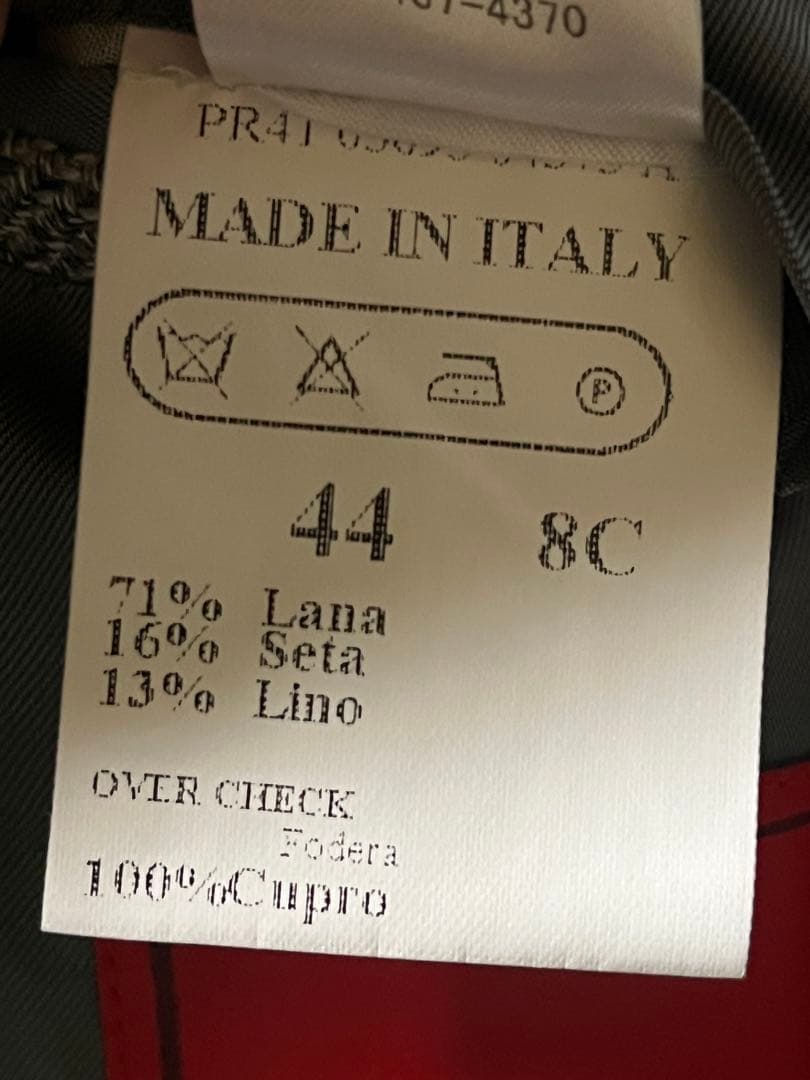 -4370
MADE IN ITALY
P
44 8C
71% Lana
16% Seta
13% Lino
OVER CHECK
Fodera
100%Cupro